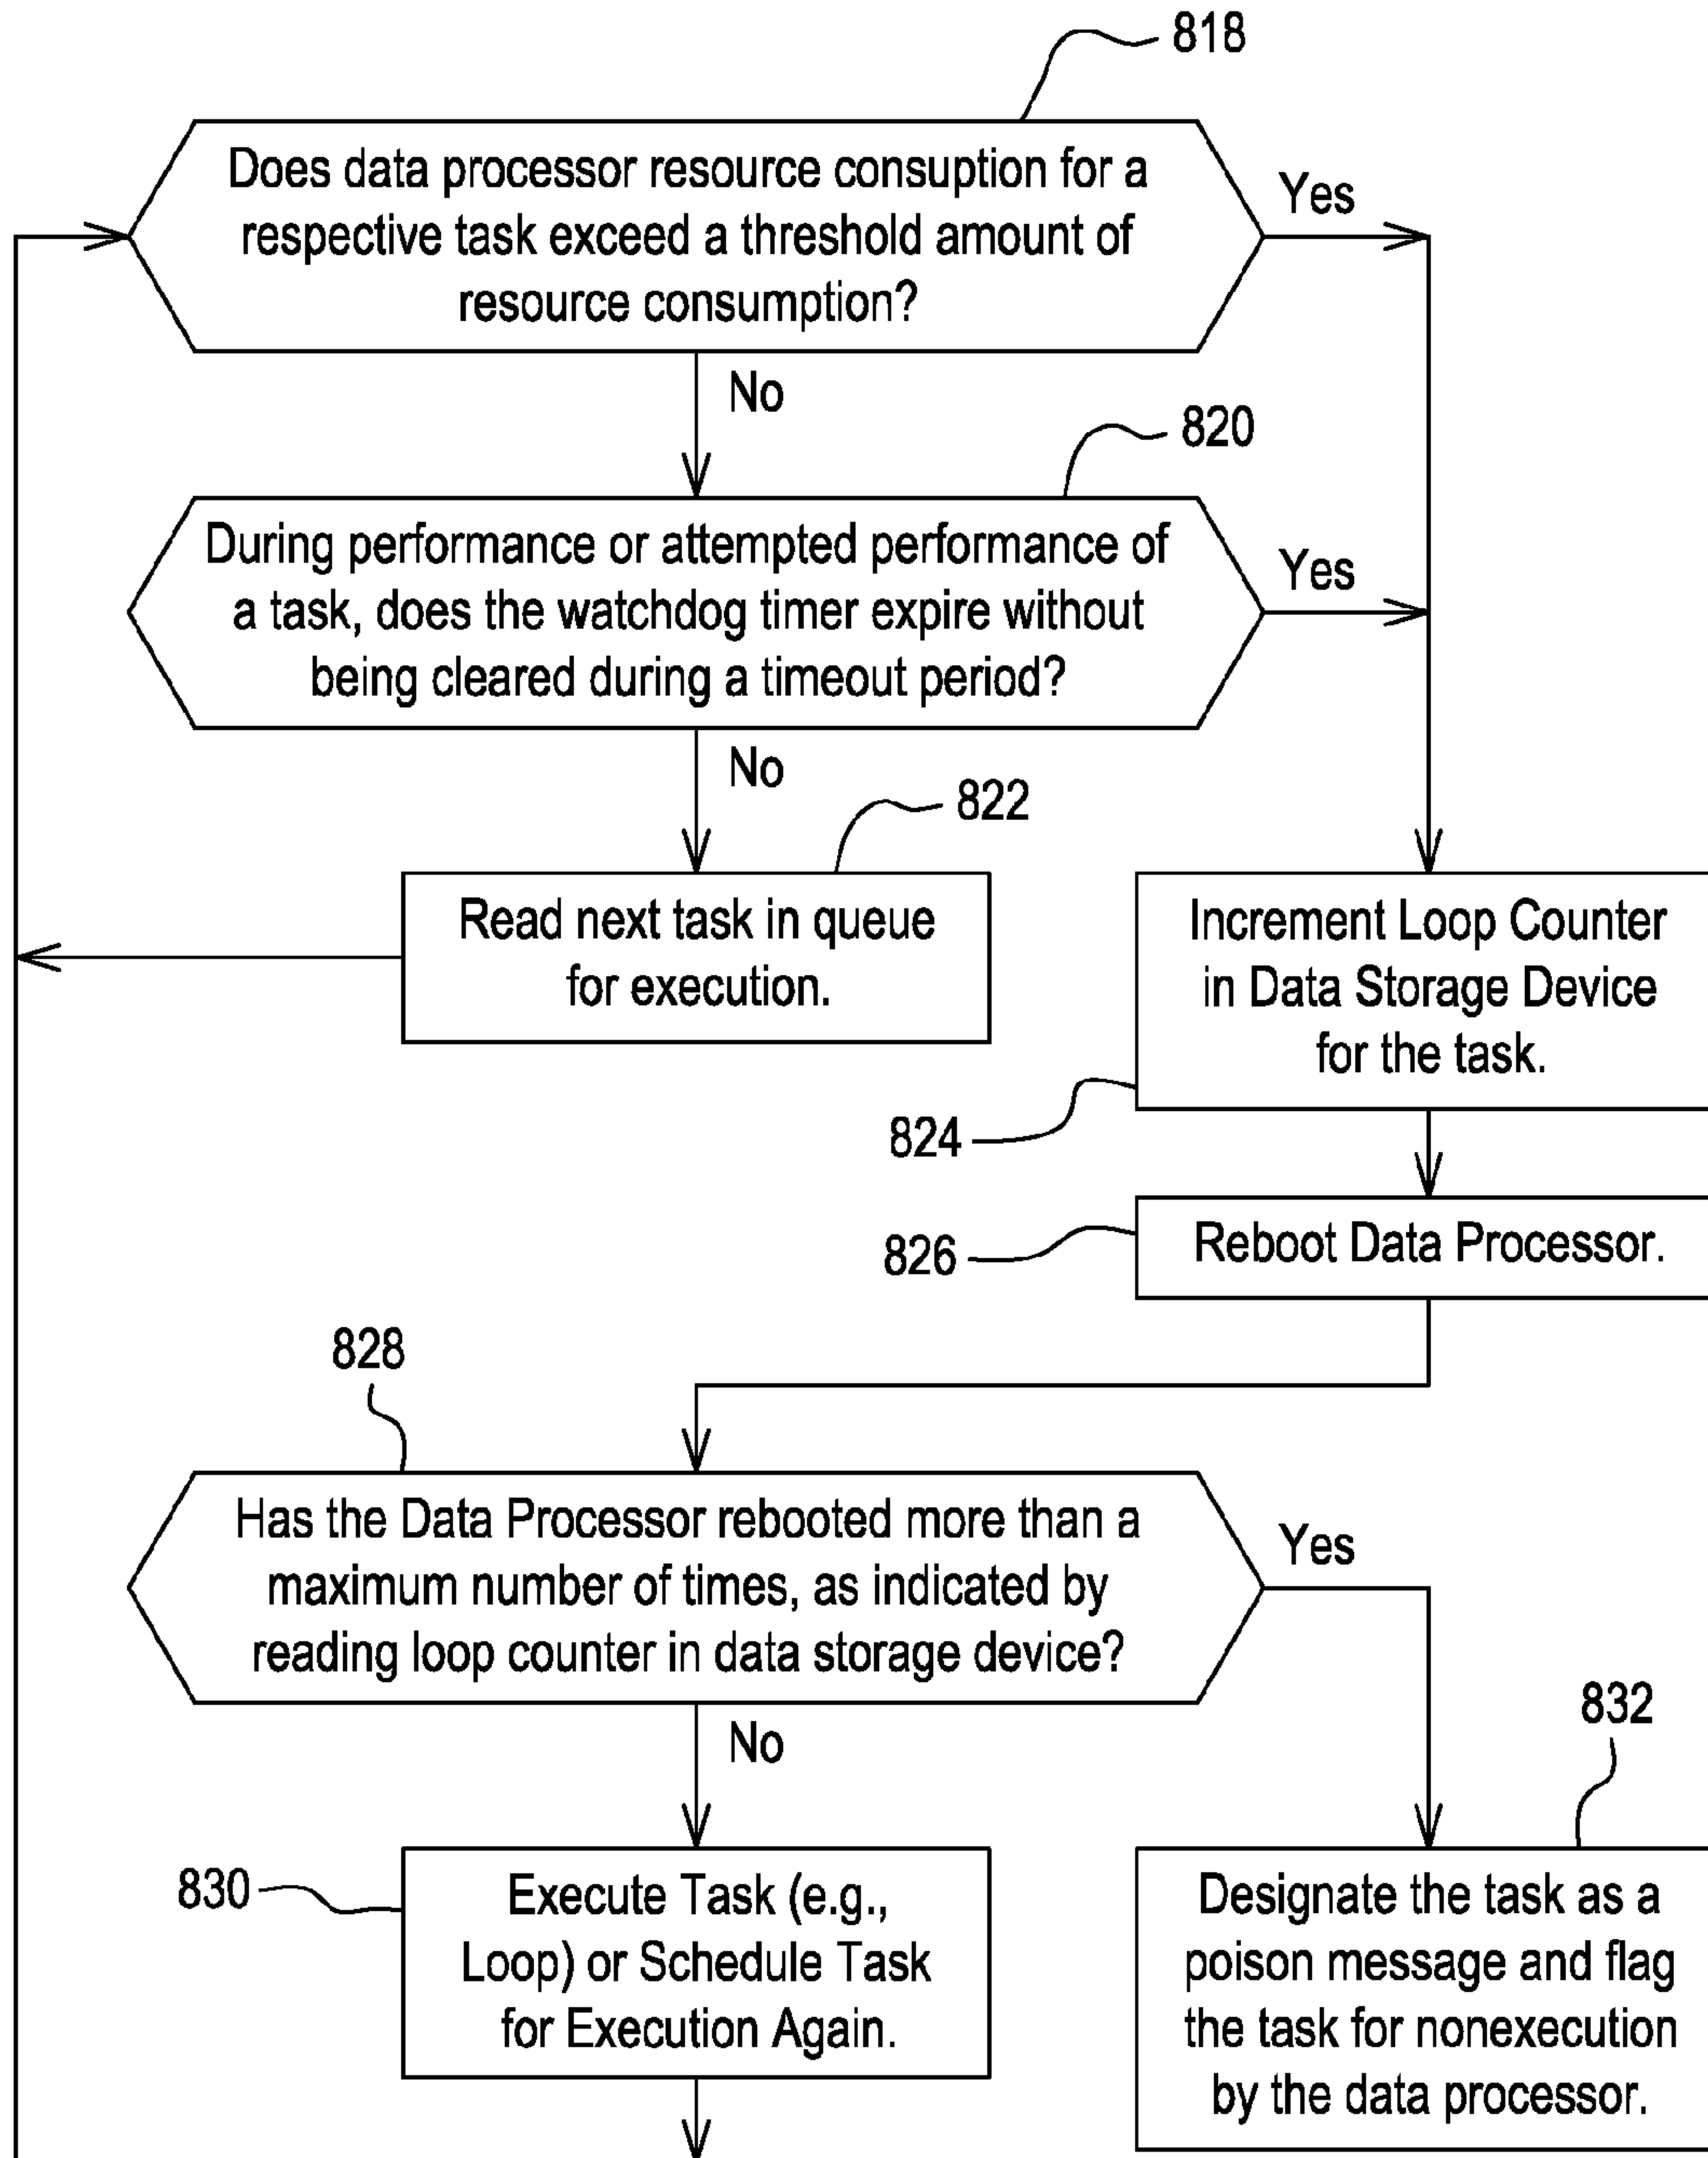 818
Does data processor resource consuption for a
respective task exceed a threshold amount of
resource consumption?
Yes
No
820
During performance or attempted performance of
a task, does the watchdog timer expire without
being cleared during a timeout period?
Yes
No
822
Read next task in queue
for execution.
Increment Loop Counter
in Data Storage Device
for the task.
824
Reboot Data Processor.
826
828
Has the Data Processor rebooted more than a
maximum number of times, as indicated by
reading loop counter in data storage device?
Yes
No
832
830
Execute Task (e.g.,
Loop) or Schedule Task
for Execution Again.
Designate the task as a
poison message and flag
the task for nonexecution
by the data processor.